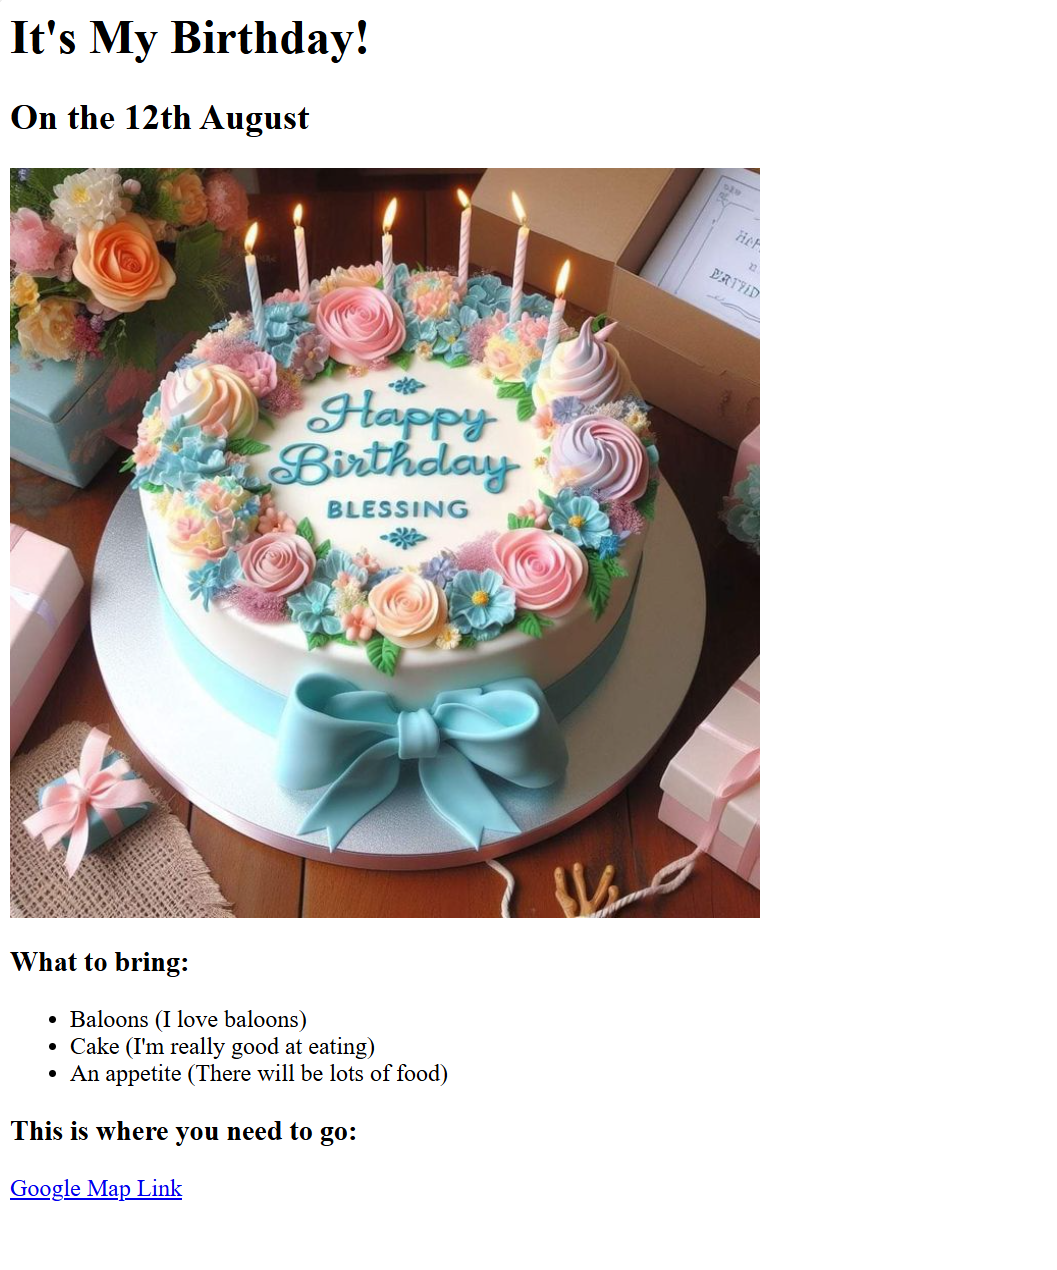 It's My Birthday!
On the 12th August
Happy
Birthday
BLESSING
What to bring:
Baloons (I love baloons)
Cake (I'm really good at eating)
An appetite (There will be lots of food)
This is where you need to go:
Google Map Link